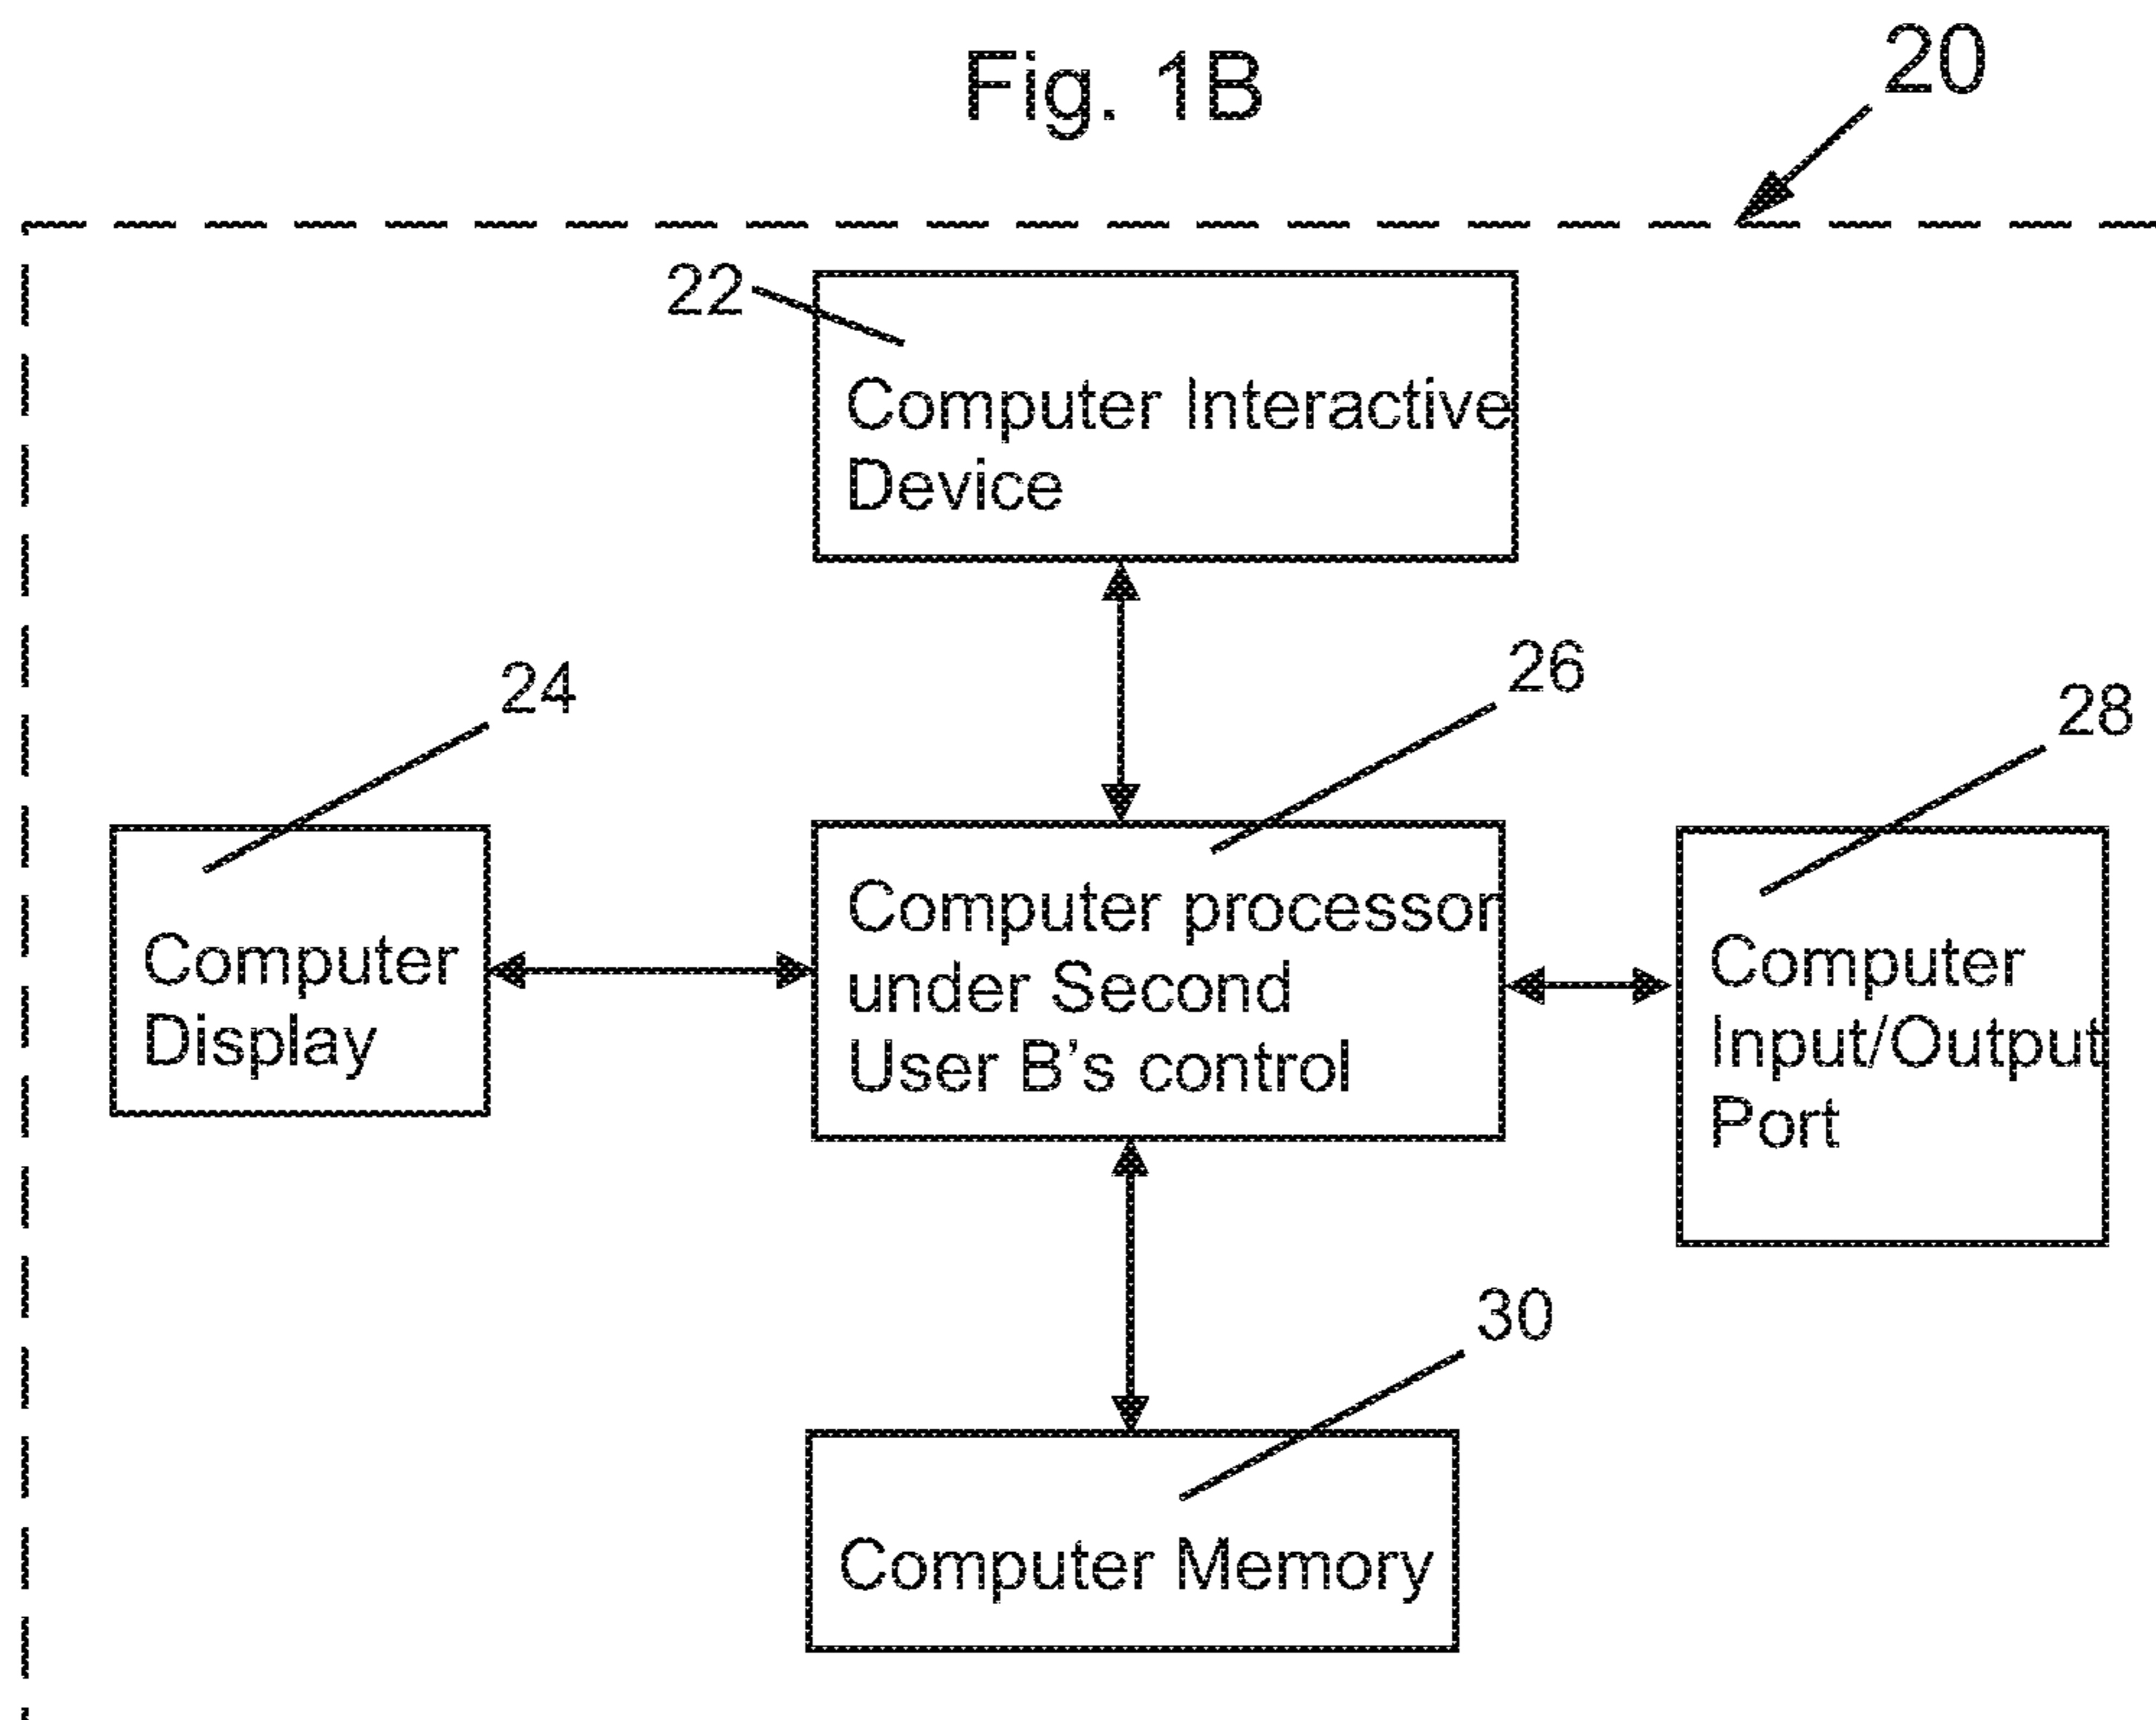 Fig. 1B
20
22
Computer Interactive
Device
24
26
28
Computer
Display
Computer processor
under Second
User B's control
Computer
Input/Output
Port
30
Computer Memory